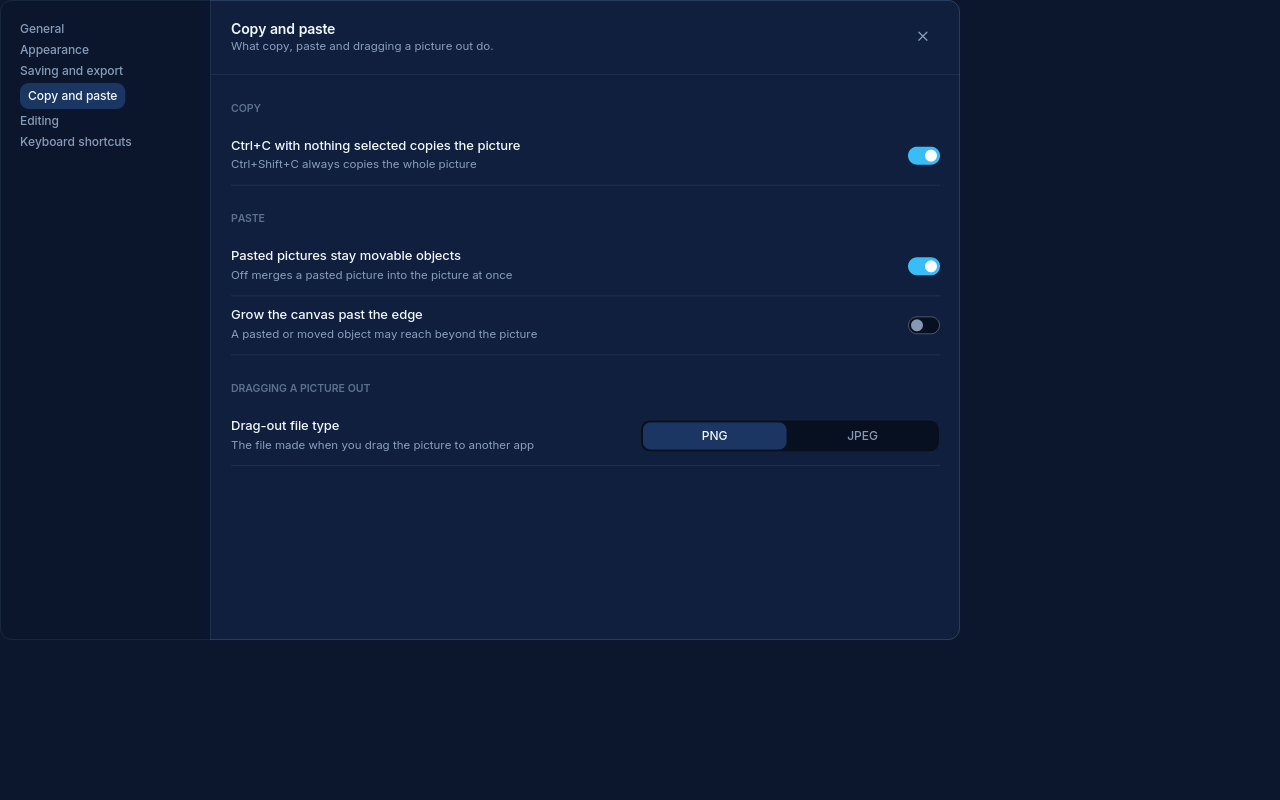 General
Appearance
Saving and export
Copy and paste
Editing
Keyboard shortcuts
Copy and paste
What copy, paste and dragging a picture out do.
COPY
Ctrl+C with nothing selected copies the picture
Ctrl+Shift+C always copies the whole picture
PASTE
Pasted pictures stay movable objects
Off merges a pasted picture into the picture at once
Grow the canvas past the edge
A pasted or moved object may reach beyond the picture
DRAGGING A PICTURE OUT
Drag-out file type
The file made when you drag the picture to another app
PNG
JPEG